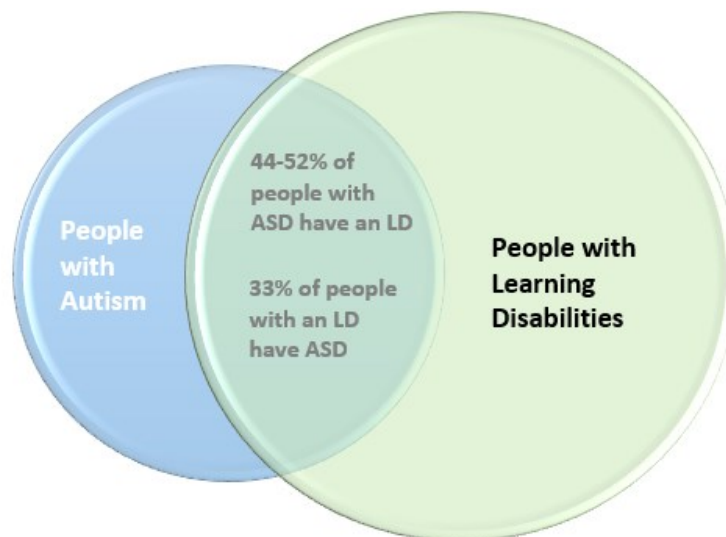 People
with
Autism
44-52% of
people with
ASD have an LD
33% of people
with an LD
have ASD
People with
Learning
Disabilities